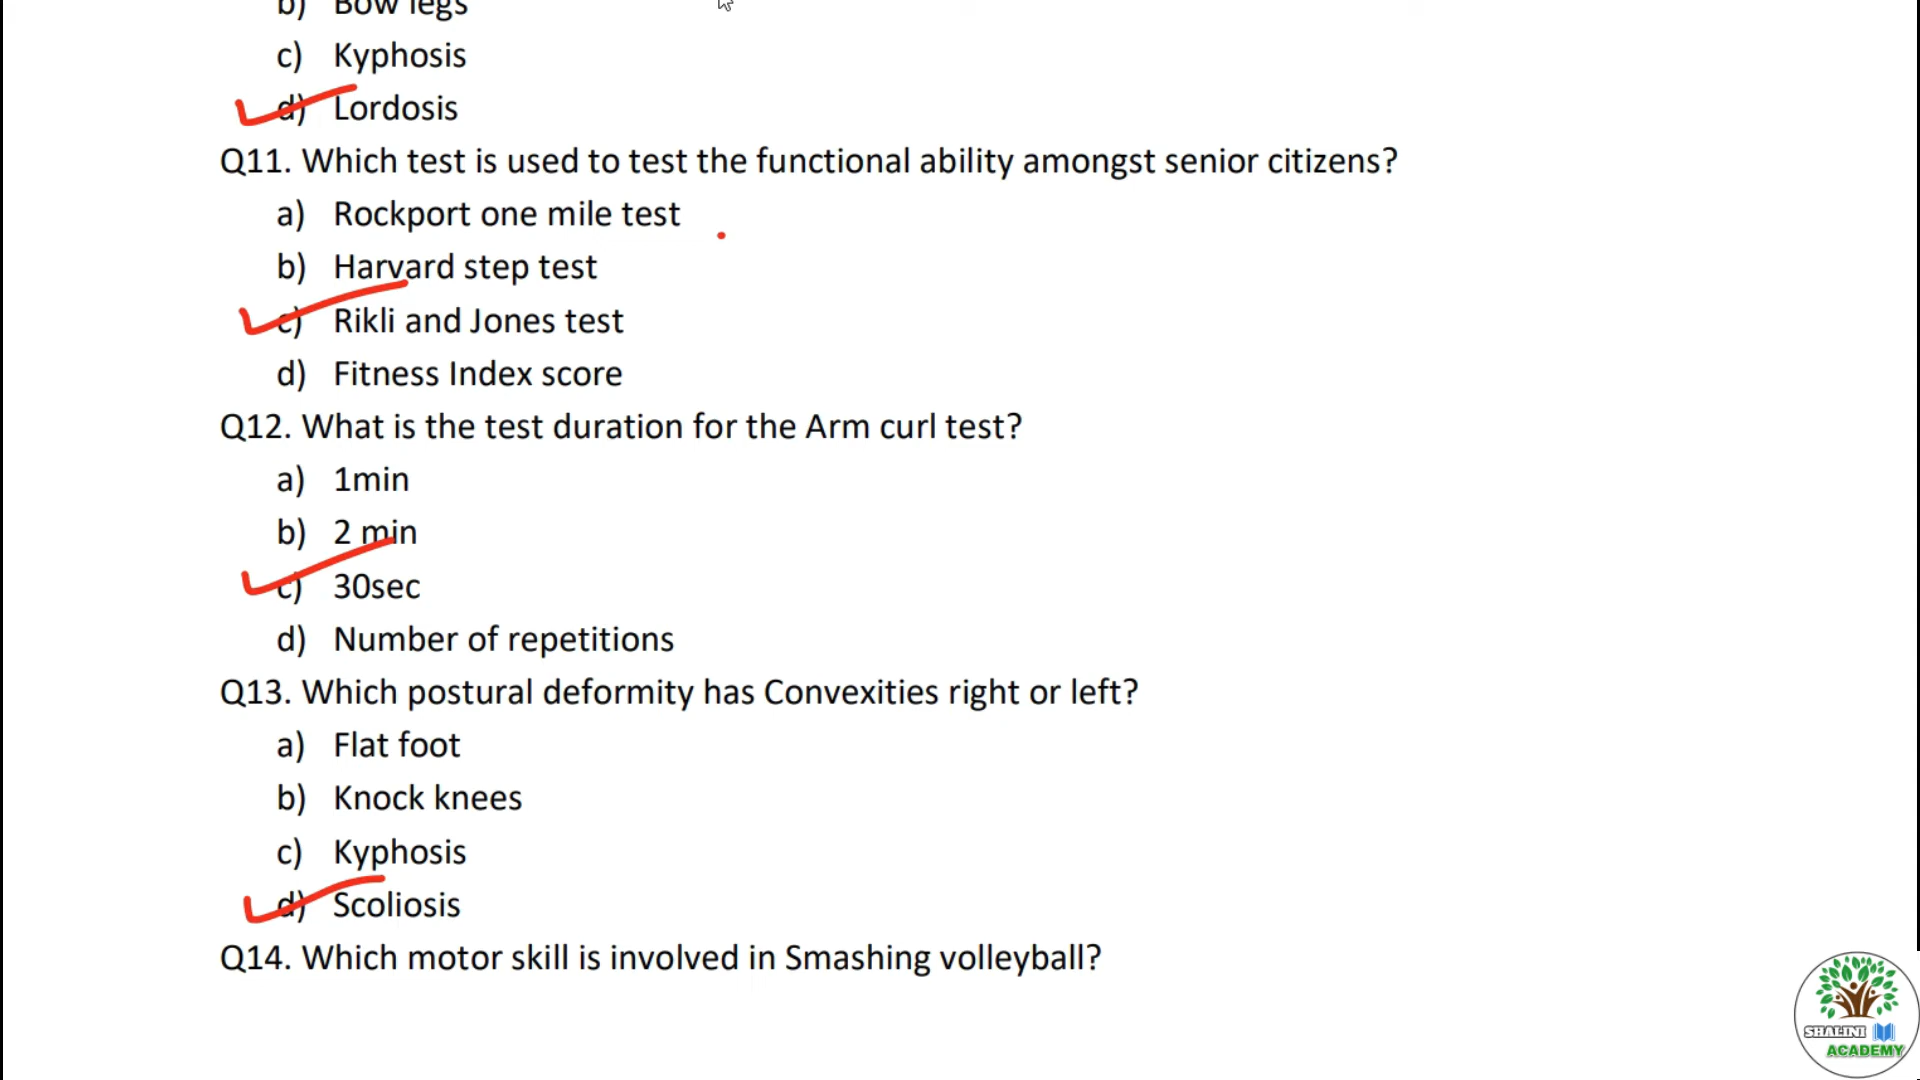 b) Bow legs
c) Kyphosis
d) Lordosis
Q11. Which test is used to test the functional ability amongst senior citizens?
a) Rockport one mile test
b) Harvard step test
c) Rikli and Jones test
d) Fitness Index score
Q12. What is the test duration for the Arm curl test?
a) 1min
b) 2 min
c) 30sec
d) Number of repetitions
Q13. Which postural deformity has Convexities right or left?
a) Flat foot
b) Knock knees
c) Kyphosis
d) Scoliosis
Q14. Which motor skill is involved in Smashing volleyball?
SHALINI
ACADEMY